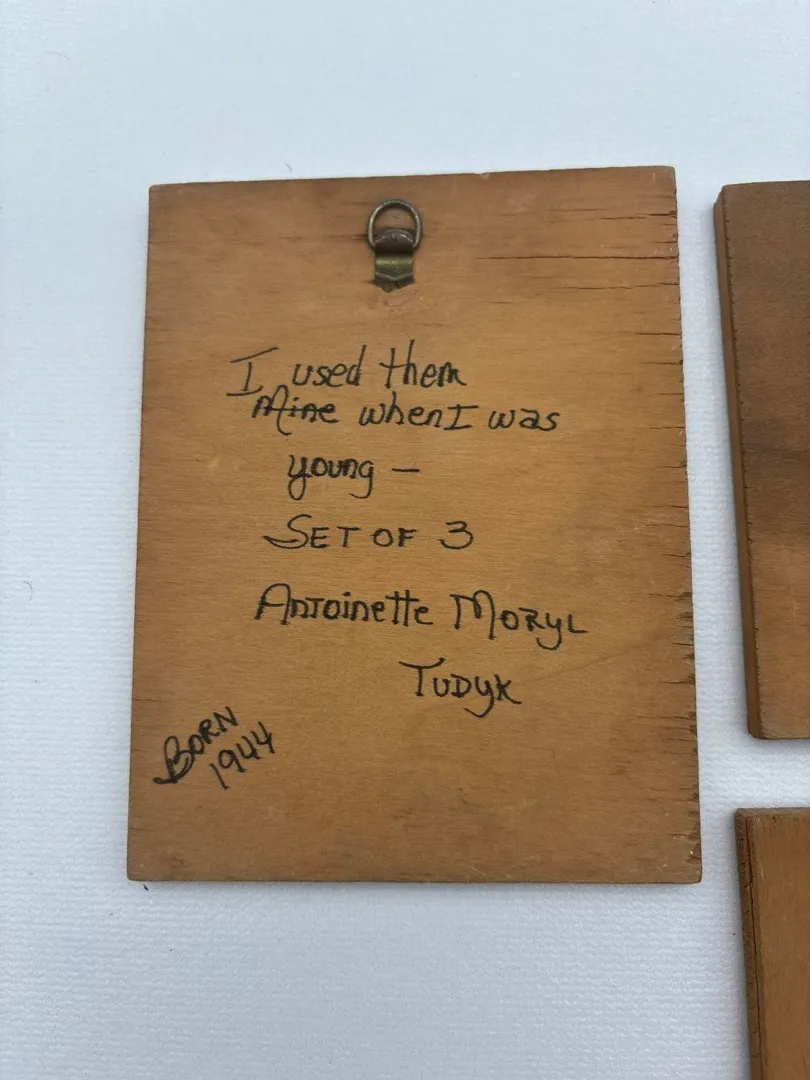 I used them
Mine when I was
young —
SET OF 3
Antoinette Moryl
Tudyk
BORN
1944